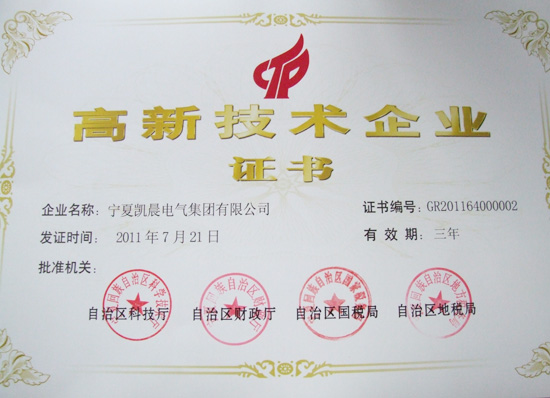 高新技术企业
证书
企业名称：宁夏凯晨电气集团有限公司 证书编号：GR201164000002
发证时间：2011年7月21日 有效期：三年
批准机关：
自治区科技厅 自治区财政厅 自治区国税局 自治区地税局